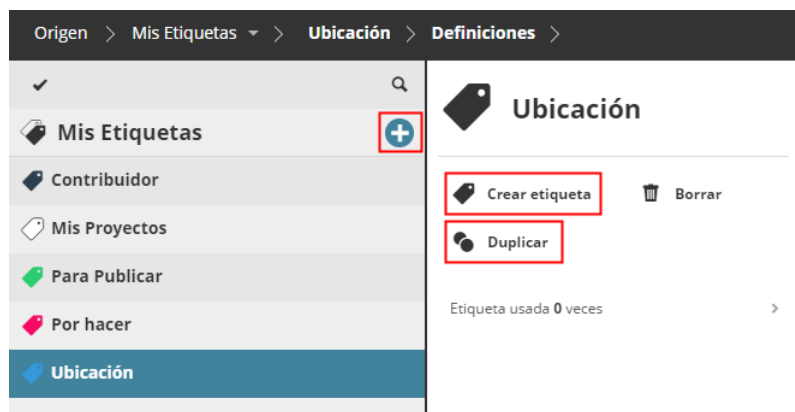 Origen > Mis Etiquetas > Ubicación > Definiciones >
Mis Etiquetas
Contribuidor
Mis Proyectos
Para Publicar
Por hacer
Ubicación
Ubicación
Crear etiqueta
Borrar
Duplicar
Etiqueta usada 0 veces